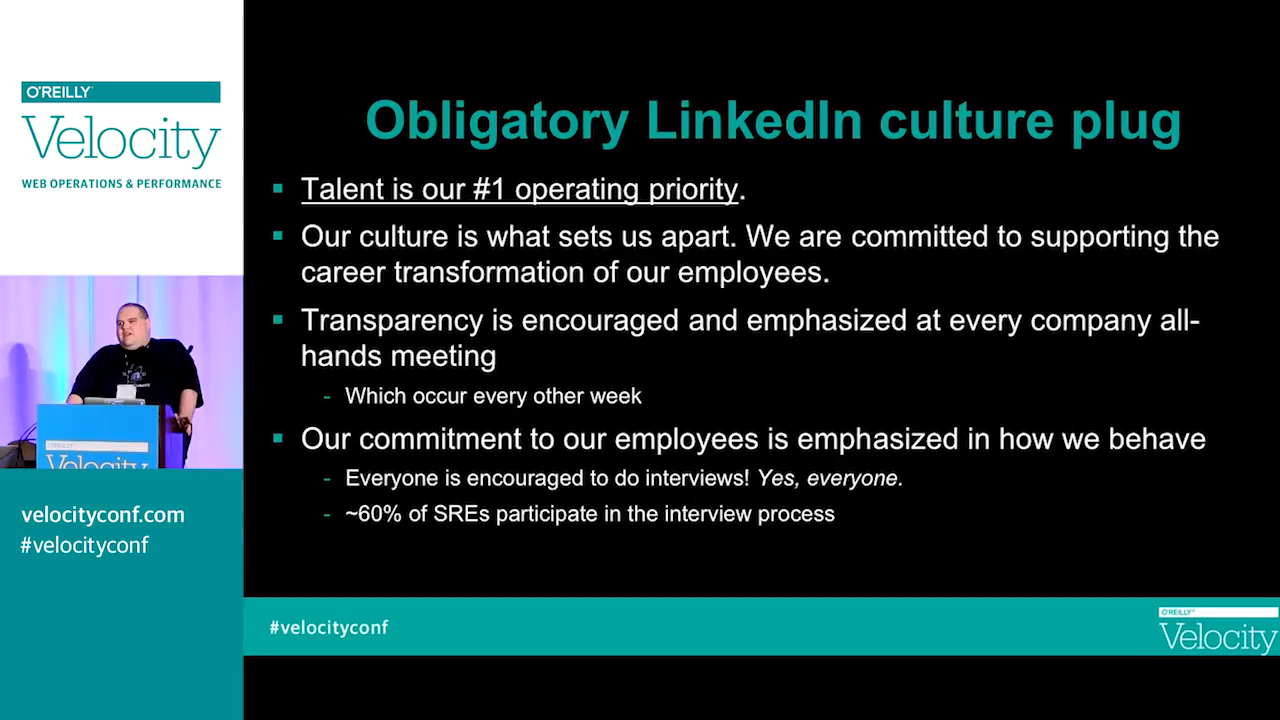 O'REILLY
Velocity
WEB OPERATIONS & PERFORMANCE
Velocity
velocityconf.com
#velocityconf
Obligatory LinkedIn culture plug
Talent is our #1 operating priority.
Our culture is what sets us apart. We are committed to supporting the
career transformation of our employees.
Transparency is encouraged and emphasized at every company all-
hands meeting
- Which occur every other week
Our commitment to our employees is emphasized in how we behave
- Everyone is encouraged to do interviews! Yes, everyone.
- ~60% of SREs participate in the interview process
#velocityconf
O'REILLY
Velocity